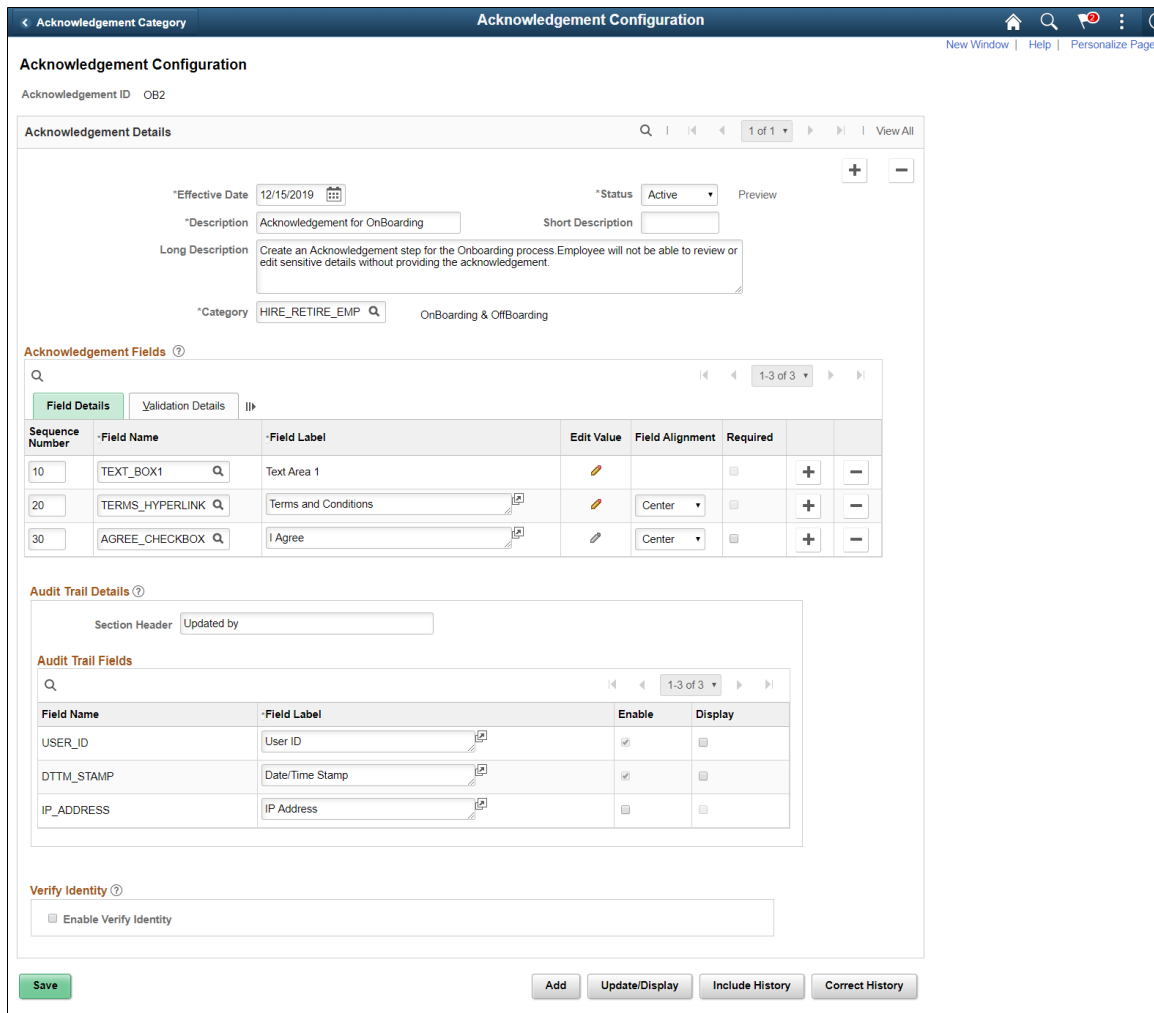 Acknowledgement Category
Acknowledgement Configuration
2
New Window | Help | Personalize Page
Acknowledgement Configuration
Acknowledgement ID OB2
Acknowledgement Details
1 of 1
View All
*Effective Date 12/15/2019
*Status Active
Preview
*Description Acknowledgement for OnBoarding
Short Description
Long Description
Create an Acknowledgement step for the Onboarding process.Employee will not be able to review or
edit sensitive details without providing the acknowledgement.
*Category HIRE_RETIRE_EMP
OnBoarding & OffBoarding
Acknowledgement Fields ?
1-3 of 3
Field Details
Validation Details
Sequence
Number
*Field Name
*Field Label
Edit Value
Field Alignment
Required
10 TEXT_BOX1 Text Area 1
20 TERMS_HYPERLINK Terms and Conditions Center
30 AGREE_CHECKBOX I Agree Center
Audit Trail Details ?
Section Header Updated by
Audit Trail Fields
1-3 of 3
Field Name *Field Label Enable Display
USER_ID User ID
DTTM_STAMP Date/Time Stamp
IP_ADDRESS IP Address
Verify Identity ?
Enable Verify Identity
Save
Add
Update/Display
Include History
Correct History